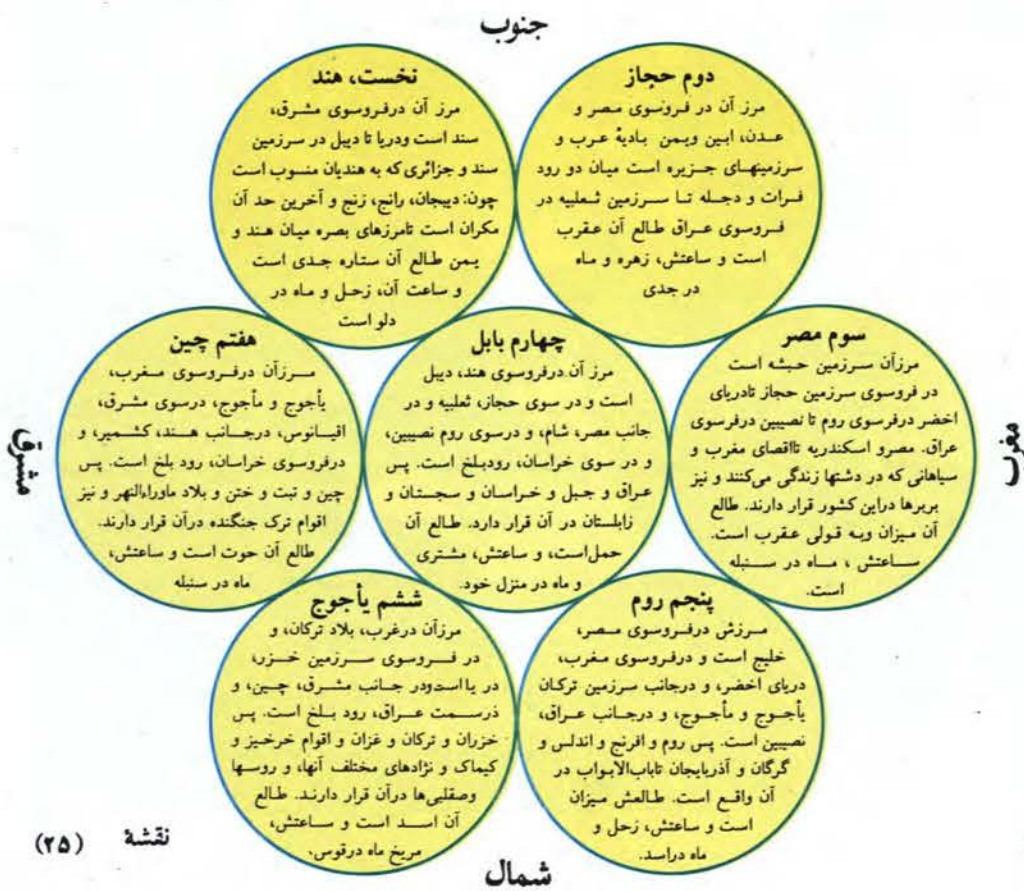 جنوب
نخست، هند
مرز آن درفروسوی مشرق،
سند است ودریا تا دیبل در سرزمین
سند و جزائری که به هندیان منسوب است
چون: دیبجان، رانج، زنج و آخرین حد آن
مکران است تامرزهای بصره میان هند و
یمن طالع آن ستاره جدی است
و ساعت آن، زحل و ماه در
دلو است
دوم حجاز
مرز آن در فروسوی مصر و
عدن، ابین ویمن بادیهٔ عرب و
سرزمینهای جزیره است میان دو رود
فرات و دجله تا سرزمین ثعلبیه در
فروسوی عراق طالع آن عقرب
است و ساعتش، زهره و ماه
در جدی
سوم مصر
مرزآن سرزمین حبشه است
در فروسوی سرزمین حجاز تادریای
اخضر درفرسوی روم تا نصیبین درفرسوی
عراق. مصرو اسکندریه تااقصای مغرب و
سیاهانی که در دشتها زندگی می‌کنند و نیز
بربرها دراین کشور قرار دارند. طالع
آن میزان وبه قولی عقرب است.
ساعتش ، ماه در سنبله
است.
چهارم بابل
مرز آن درفروسوی هند، دیبل
است و در سوی حجاز، ثعلبیه و در
جانب مصر، شام، و درسوی روم نصیبین،
و در سوی خراسان، رودبلخ است. پس
عراق و جبل و خراسان و سجستان و
زابلستان در آن قرار دارد. طالع آن
حمل‌است، و ساعتش، مشتری
و ماه در منزل خود.
هفتم چین
مرزآن درفروسوی مغرب،
یأجوج و مأجوج، درسوی مشرق،
اقیانوس، درجانب هند، کشمیر، و
درفروسوی خراسان، رود بلخ است. پس
چین و تبت و ختن و بلاد ماوراءالنهر و نیز
اقوام ترک جنگنده درآن قرار دارند.
طالع آن حوت است و ساعتش،
ماه در سنبله
مشرق
مغرب
پنجم روم
مرزش درفروسوی مصر،
خلیج است و درفروسوی مغرب،
دریای اخضر، و درجانب سرزمین ترکان
یأجوج و مأجوج، و درجانب عراق،
نصیبین است. پس روم و افرنج و اندلس و
گرگان و آذربایجان تاباب‌الابواب در
آن واقع است. طالعش میزان
است و ساعتش، زحل و
ماه دراسد.
ششم یأجوج
مرزآن درغرب، بلاد ترکان، و
در فروسوی سرزمین خزر،
دریااست‌ودر جانب مشرق، چین، و
درسمت عراق، رود بلخ است. پس
خزران و ترکان و غزان و اقوام خرخیز و
کیماک و نژادهای مختلف آنها، و روسها
وصقلبی‌ها درآن قرار دارند. طالع
آن اسد است و ساعتش،
مریخ ماه درقوس.
شمال
نقشهٔ (۲۵)